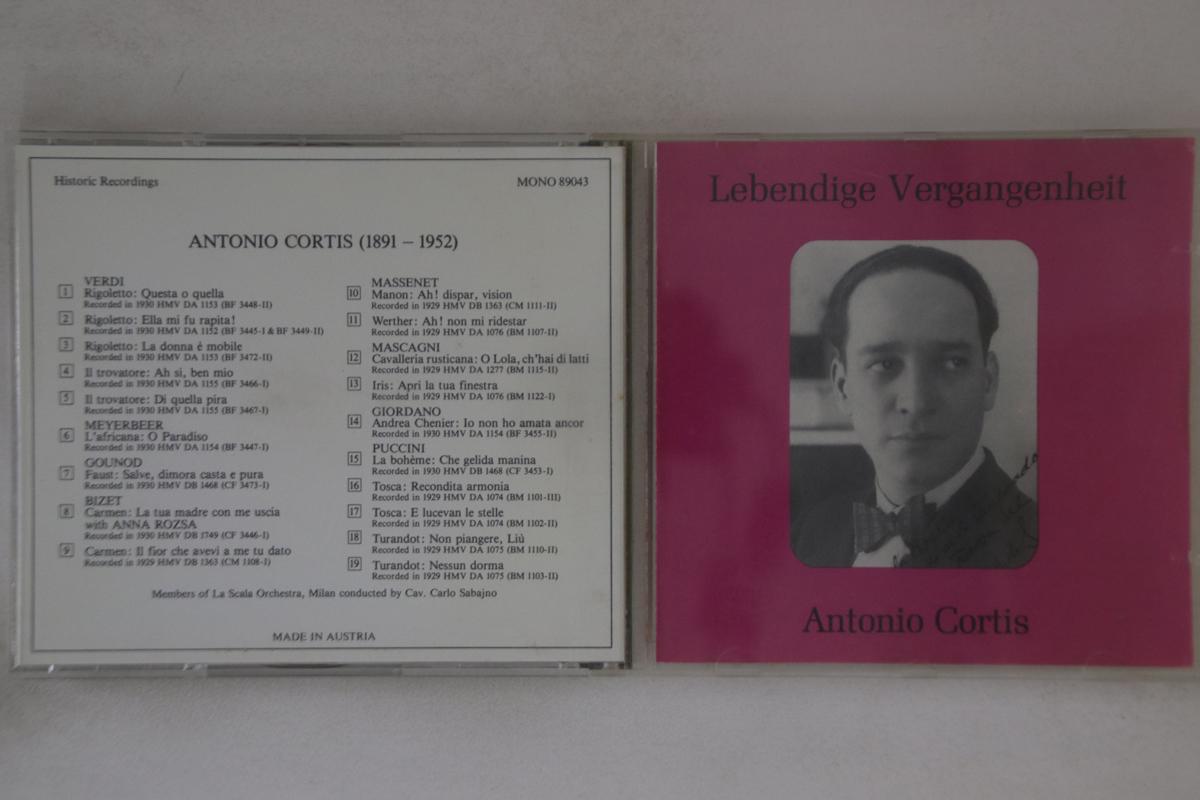 Historic Recordings
MONO 89043
ANTONIO CORTIS (1891 – 1952)
VERDI
1 Rigoletto: Questa o quella
Recorded in 1930 HMV DA 1153 (BF 3448-II)
2 Rigoletto: Ella mi fu rapita!
Recorded in 1930 HMV DA 1152 (BF 3445-I & BF 3449-II)
3 Rigoletto: La donna è mobile
Recorded in 1930 HMV DA 1153 (BF 3472-II)
4 Il trovatore: Ah si, ben mio
Recorded in 1930 HMV DA 1155 (BF 3466-I)
5 Il trovatore: Di quella pira
Recorded in 1930 HMV DA 1155 (BF 3467-I)
MEYERBEER
6 L'africana: O Paradiso
Recorded in 1930 HMV DA 1154 (BF 3447-I)
GOUNOD
7 Faust: Salve, dimora casta e pura
Recorded in 1930 HMV DB 1468 (CF 3473-I)
BIZET
8 Carmen: La tua madre con me uscia
with ANNA ROZSA
Recorded in 1930 HMV DB 1749 (CF 3446-I)
9 Carmen: Il fior che avevi a me tu dato
Recorded in 1929 HMV DB 1363 (CM 1108-I)
MASSENET
10 Manon: Ah! dispar, vision
Recorded in 1929 HMV DB 1363 (CM 1111-II)
11 Werther: Ah! non mi ridestar
Recorded in 1929 HMV DA 1076 (BM 1107-II)
MASCAGNI
12 Cavalleria rusticana: O Lola, ch'hai di latti
Recorded in 1929 HMV DA 1277 (BM 1115-II)
13 Iris: Apri la tua finestra
Recorded in 1929 HMV DA 1076 (BM 1122-I)
GIORDANO
14 Andrea Chenier: Io non ho amata ancor
Recorded in 1930 HMV DA 1154 (BF 3455-II)
PUCCINI
15 La bohème: Che gelida manina
Recorded in 1930 HMV DB 1468 (CF 3453-I)
16 Tosca: Recondita armonia
Recorded in 1929 HMV DA 1074 (BM 1101-III)
17 Tosca: E lucevan le stelle
Recorded in 1929 HMV DA 1074 (BM 1102-II)
18 Turandot: Non piangere, Liù
Recorded in 1929 HMV DA 1075 (BM 1110-II)
19 Turandot: Nessun dorma
Recorded in 1929 HMV DA 1075 (BM 1103-II)
Members of La Scala Orchestra, Milan conducted by Cav. Carlo Sabajno
MADE IN AUSTRIA
Lebendige Vergangenheit
Antonio Cortis